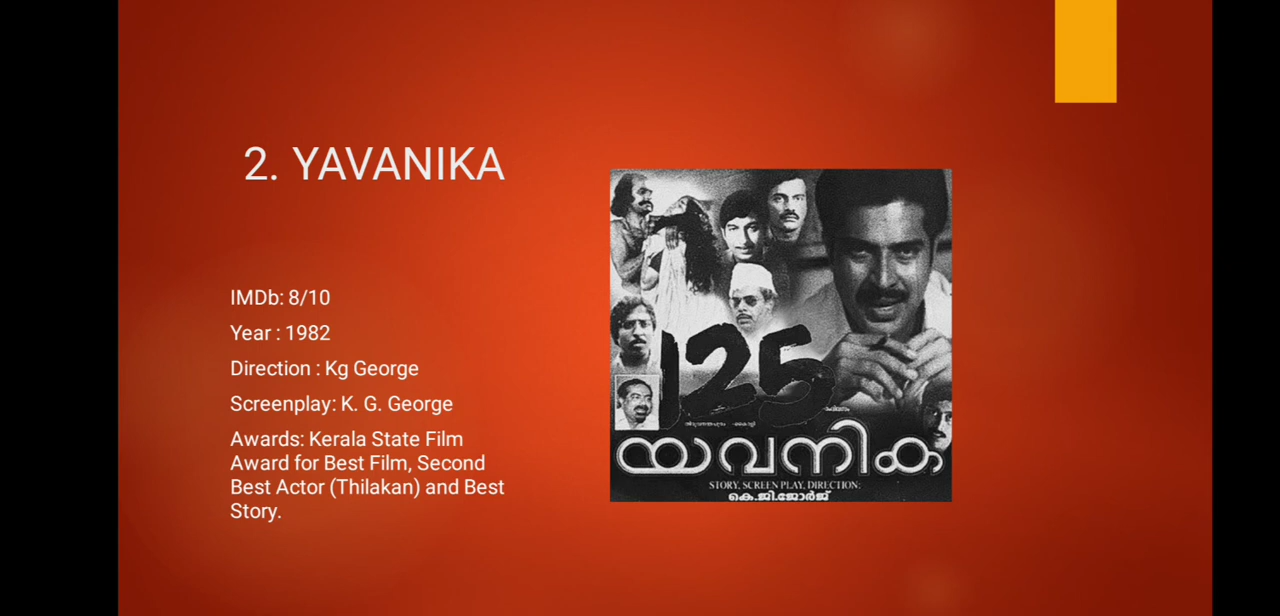 2. YAVANIKA
IMDb: 8/10
Year : 1982
Direction : Kg George
Screenplay: K. G. George
Awards: Kerala State Film
Award for Best Film, Second
Best Actor (Thilakan) and Best
Story.
125
യവനിക
STORY, SCREEN PLAY, DIRECTION:
കെ.ജി.ജോർജ്